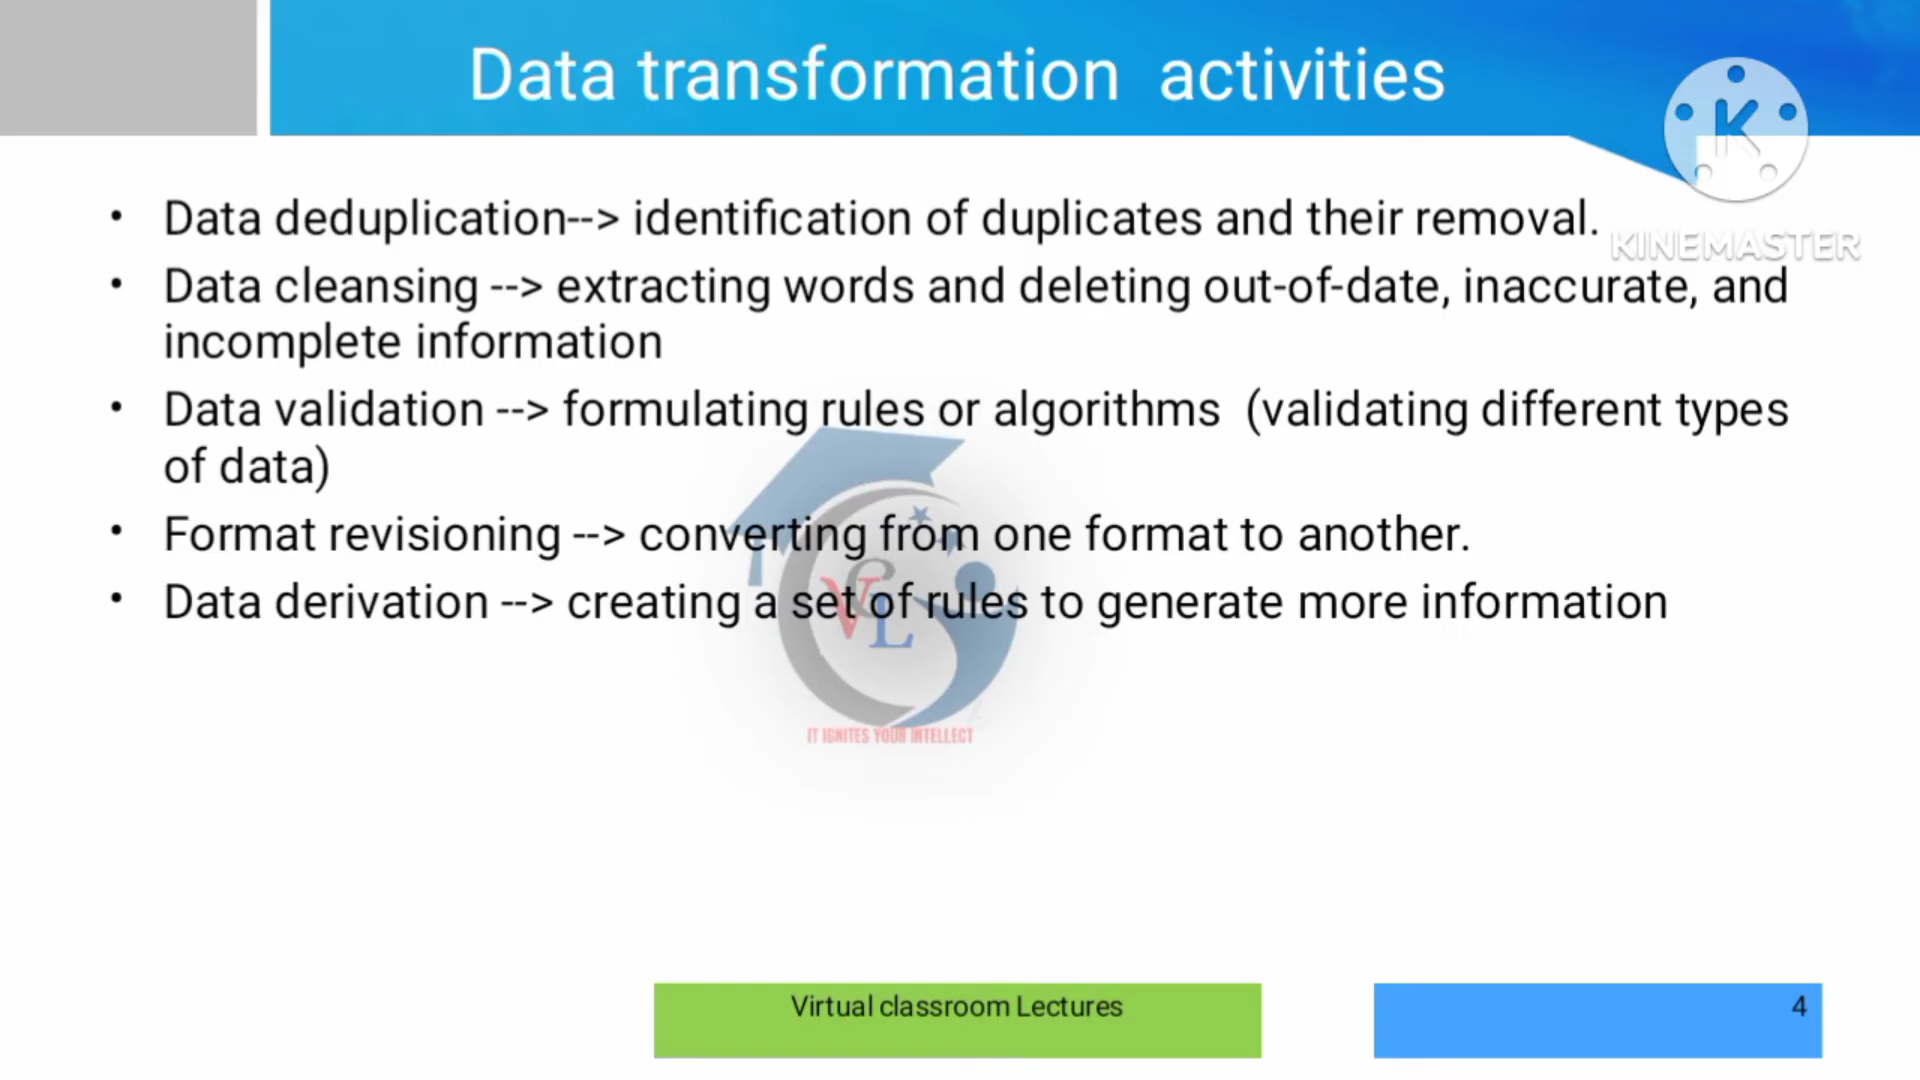 Data transformation activities
K
KINEMASTER
• Data deduplication--> identification of duplicates and their removal.
• Data cleansing --> extracting words and deleting out-of-date, inaccurate, and
incomplete information
• Data validation --> formulating rules or algorithms (validating different types
of data)
• Format revisioning --> converting from one format to another.
• Data derivation --> creating a set of rules to generate more information
VCL
IT IGNITES YOUR INTELLECT
Virtual classroom Lectures
4